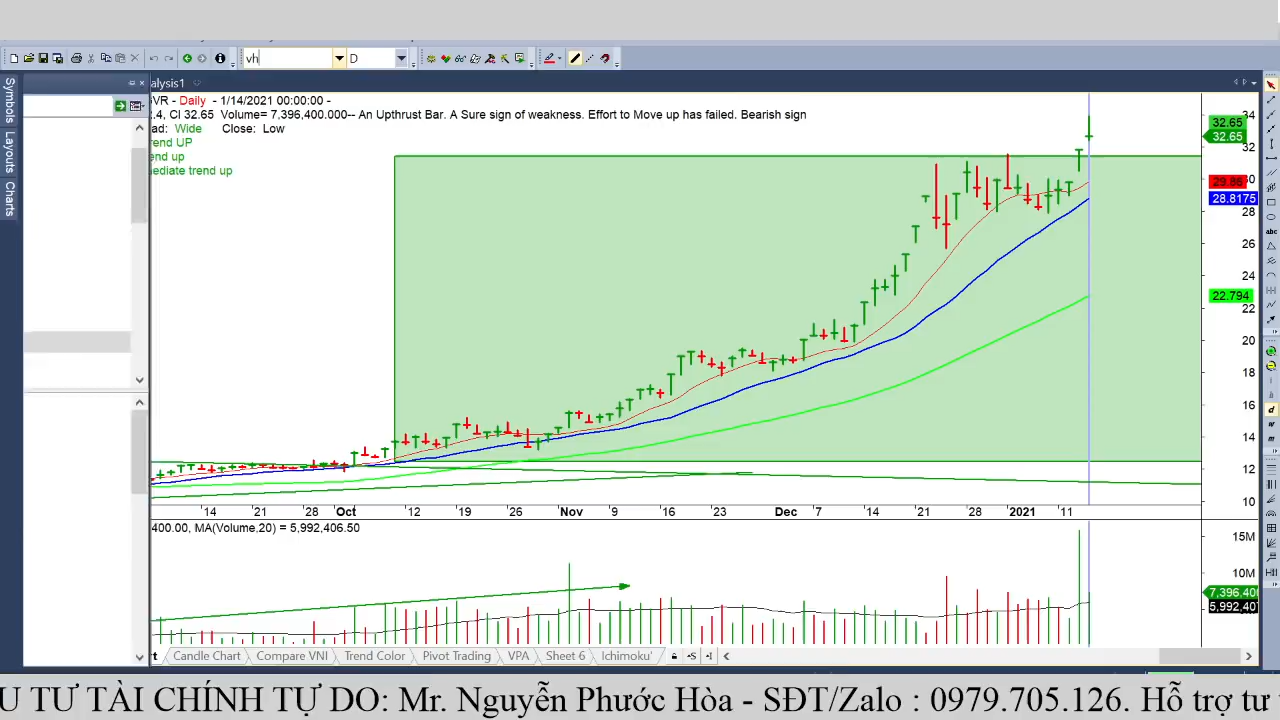 vh
D
Symbols
Layouts
Charts
alysis1
VR - Daily - 1/14/2021 00:00:00 -
.4, Cl 32.65 Volume= 7,396,400.000-- An Upthrust Bar. A Sure sign of weakness. Effort to Move up has failed. Bearish sign
ad: Wide Close: Low
rend UP
end up
nediate trend up
34
32.65
32.65
32
30
29.86
28.8175
28
26
24
22.794
22
20
18
16
14
12
10
14 21 28 Oct 12 19 26 Nov 9 16 23 Dec 7 14 21 28 2021 11
400.00, MA(Volume,20) = 5,992,406.50
15M
10M
7,396,400
5,992,407
rt Candle Chart Compare VNI Trend Color Pivot Trading VPA Sheet 6 Ichimoku'
U TƯ TÀI CHÍNH TỰ DO: Mr. Nguyễn Phước Hòa - SĐT/Zalo : 0979.705.126. Hỗ trợ tư